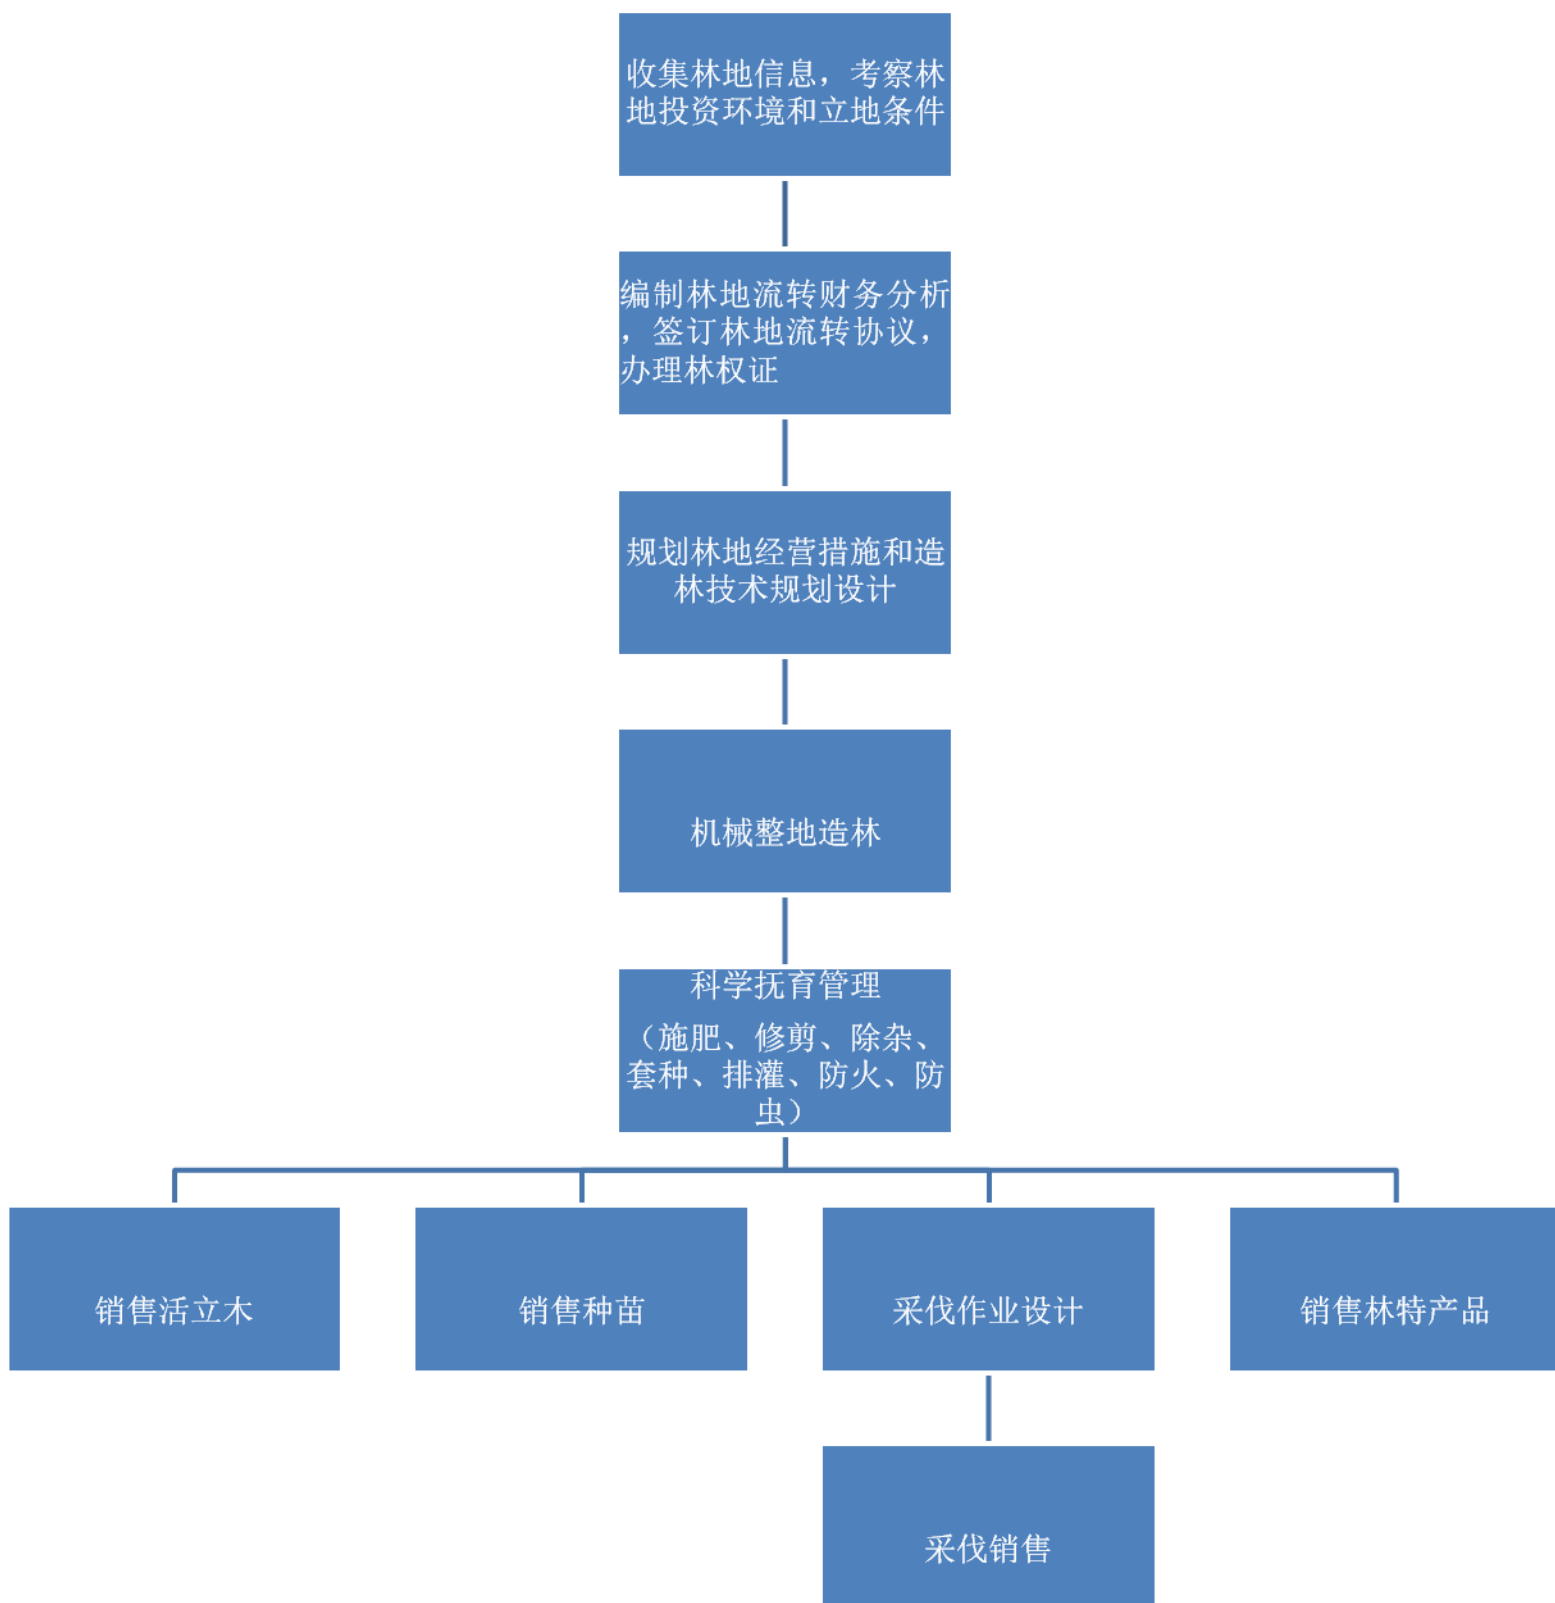 收集林地信息，考察林
地投资环境和立地条件
编制林地流转财务分析
，签订林地流转协议，
办理林权证
规划林地经营措施和造
林技术规划设计
机械整地造林
科学抚育管理
（施肥、修剪、除杂、
套种、排灌、防火、防
虫）
销售活立木
销售种苗
采伐作业设计
销售林特产品
采伐销售